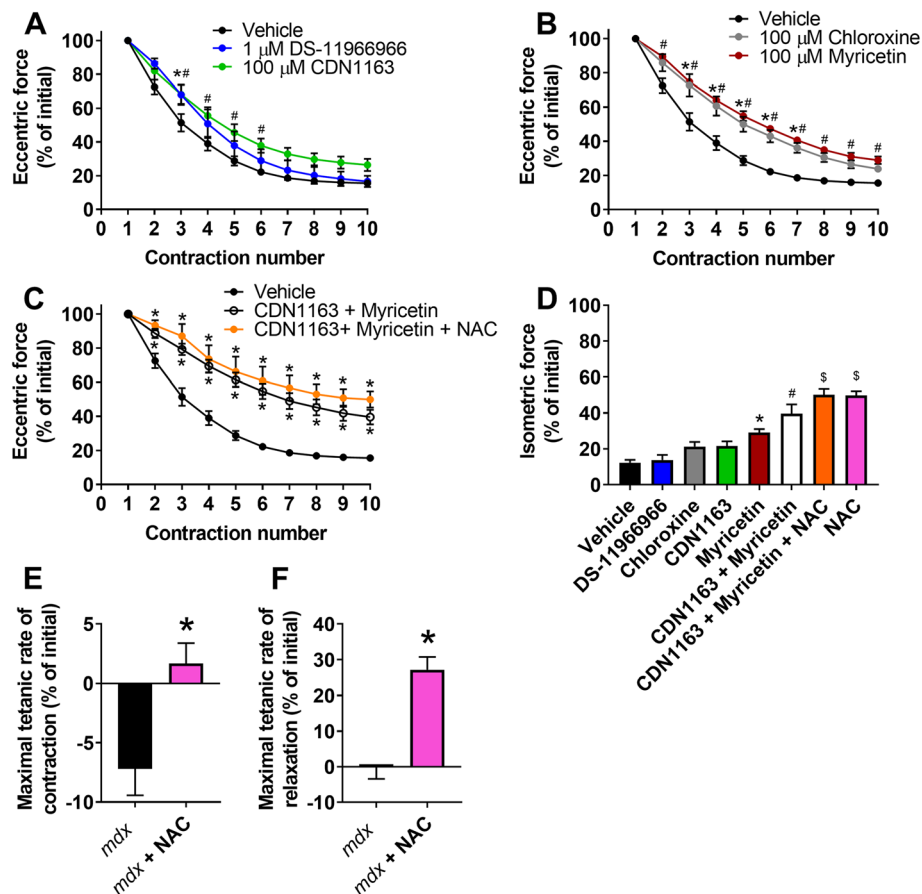 A
Vehicle
1 μM DS-11966966
100 μM CDN1163
Eccentric force
(% of initial)
100
80
60
40
20
0
*#
#
#
#
0 1 2 3 4 5 6 7 8 9 10
Contraction number
B
Vehicle
100 μM Chloroxine
100 μM Myricetin
Eccentric force
(% of initial)
100
80
60
40
20
0
#
*#
*#
*#
*#
*#
#
#
#
0 1 2 3 4 5 6 7 8 9 10
Contraction number
C
Vehicle
CDN1163 + Myricetin
CDN1163+ Myricetin + NAC
Eccentric force
(% of initial)
100
80
60
40
20
0
* * * * * * * * *
* * * * * * * * *
0 1 2 3 4 5 6 7 8 9 10
Contraction number
D
Isometric force
(% of initial)
100
80
60
40
20
0
* # $ $
Vehicle
DS-11966966
Chloroxine
CDN1163
Myricetin
CDN1163 + Myricetin
CDN1163 + Myricetin + NAC
NAC
E
Maximal tetanic rate of
contraction (% of initial)
5
0
-5
-10
*
mdx
mdx + NAC
F
Maximal tetanic rate of
relaxation (% of initial)
40
30
20
10
0
-10
*
mdx
mdx + NAC